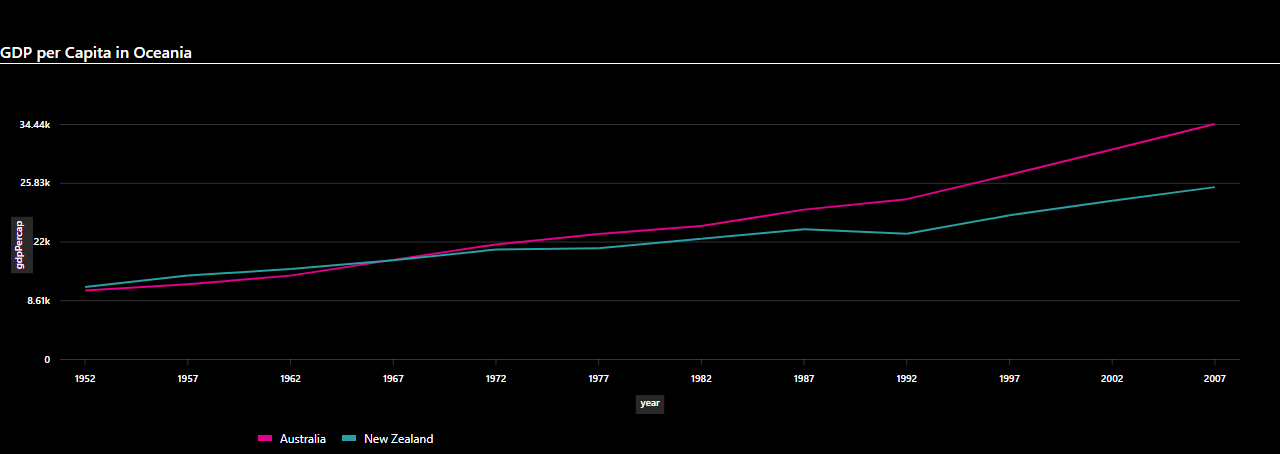 GDP per Capita in Oceania
34.44k
25.83k
22k
8.61k
0
gdpPercap
1952 1957 1962 1967 1972 1977 1982 1987 1992 1997 2002 2007
year
Australia New Zealand